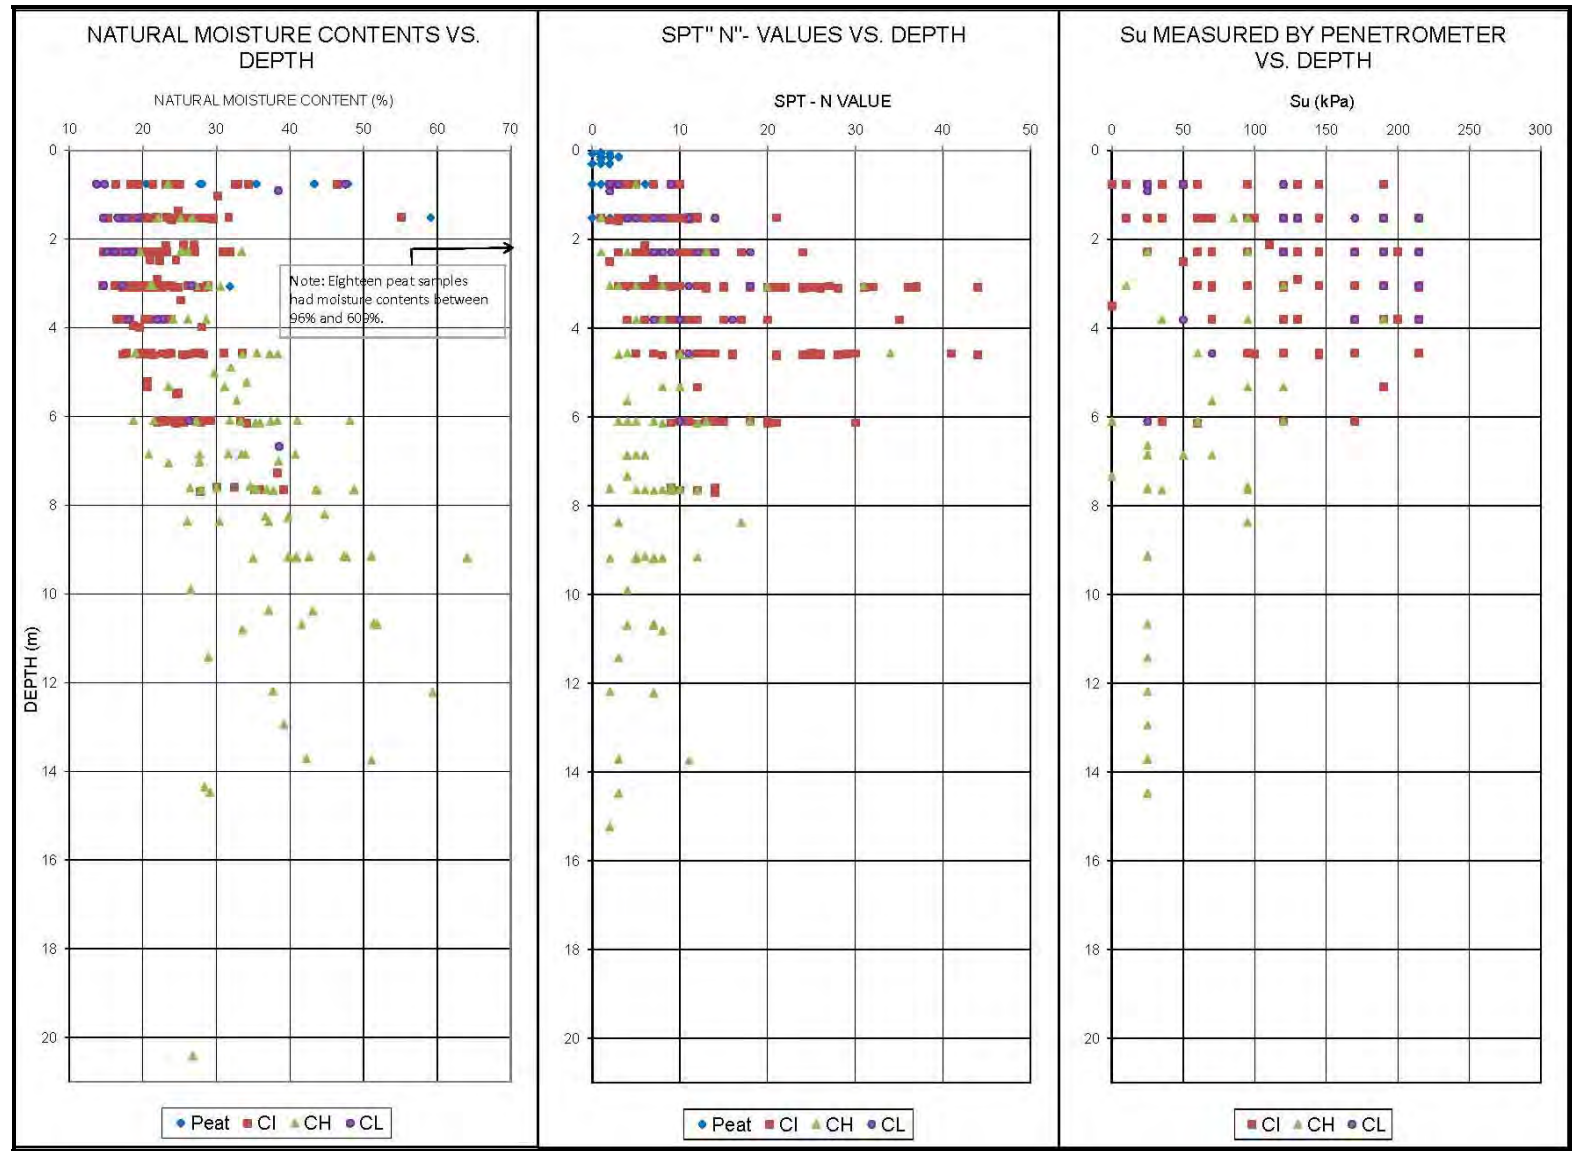 NATURAL MOISTURE CONTENTS VS.
DEPTH
NATURAL MOISTURE CONTENT (%)
10 20 30 40 50 60 70
0
2
4
6
8
10
12
14
16
18
20
DEPTH (m)
Note: Eighteen peat samples
had moisture contents between
96% and 609%.
Peat CI CH CL
SPT" N"- VALUES VS. DEPTH
SPT - N VALUE
0 10 20 30 40 50
0
2
4
6
8
10
12
14
16
18
20
Peat CI CH CL
Su MEASURED BY PENETROMETER
VS. DEPTH
Su (kPa)
0 50 100 150 200 250 300
0
2
4
6
8
10
12
14
16
18
20
CI CH CL